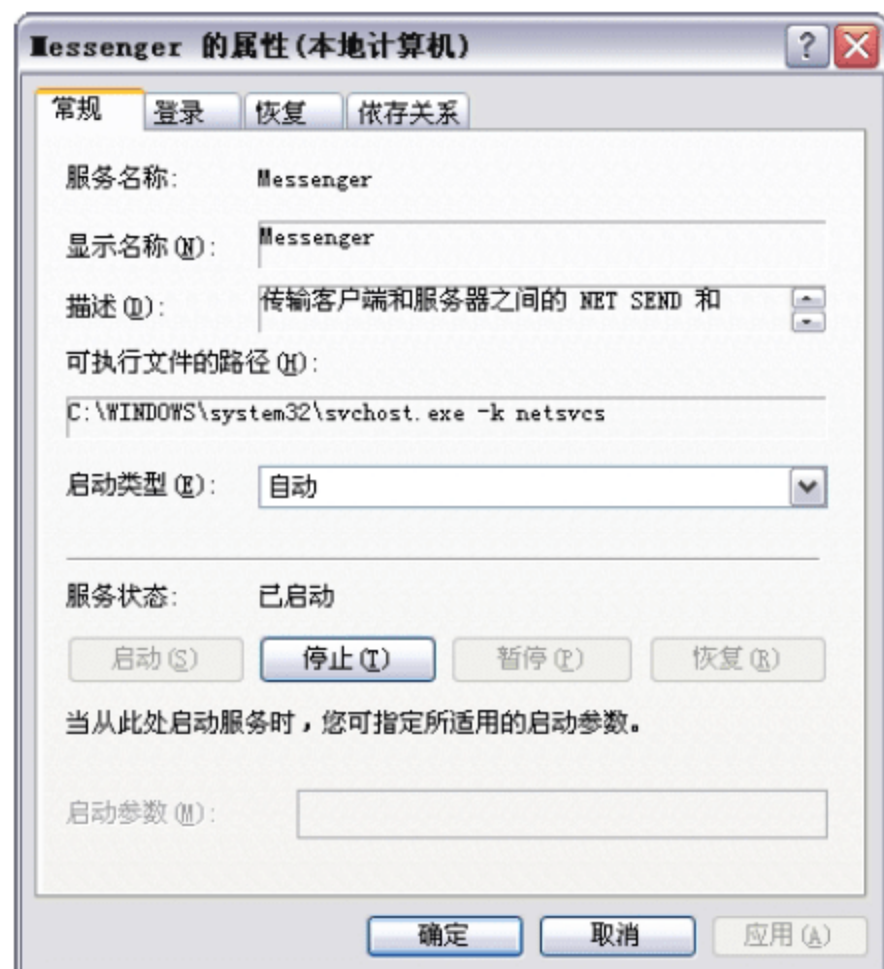 Messenger 的属性(本地计算机)
常规 登录 恢复 依存关系
服务名称: Messenger
显示名称(N): Messenger
描述(D): 传输客户端和服务器之间的 NET SEND 和
可执行文件的路径(H):
C:\WINDOWS\system32\svchost.exe -k netsvcs
启动类型(E): 自动
服务状态: 已启动
启动(S) 停止(T) 暂停(P) 恢复(R)
当从此处启动服务时，您可指定所适用的启动参数。
启动参数(M):
确定 取消 应用(A)